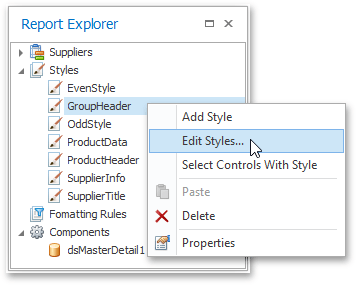 Report Explorer
Suppliers
Styles
EvenStyle
GroupHeader
OddStyle
ProductData
ProductHeader
SupplierInfo
SupplierTitle
Fomatting Rules
Components
dsMasterDetail1
Add Style
Edit Styles...
Select Controls With Style
Paste
Delete
Properties